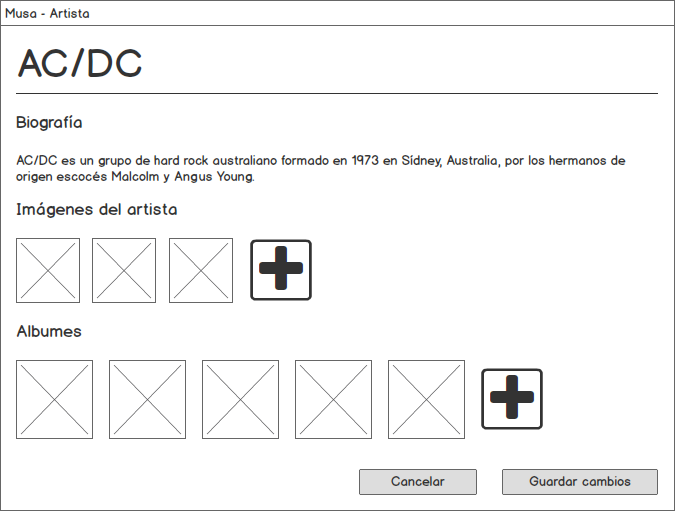 Musa - Artista
AC/DC
Biografía
AC/DC es un grupo de hard rock australiano formado en 1973 en Sídney, Australia, por los hermanos de
origen escocés Malcolm y Angus Young.
Imágenes del artista
Albumes
Cancelar
Guardar cambios